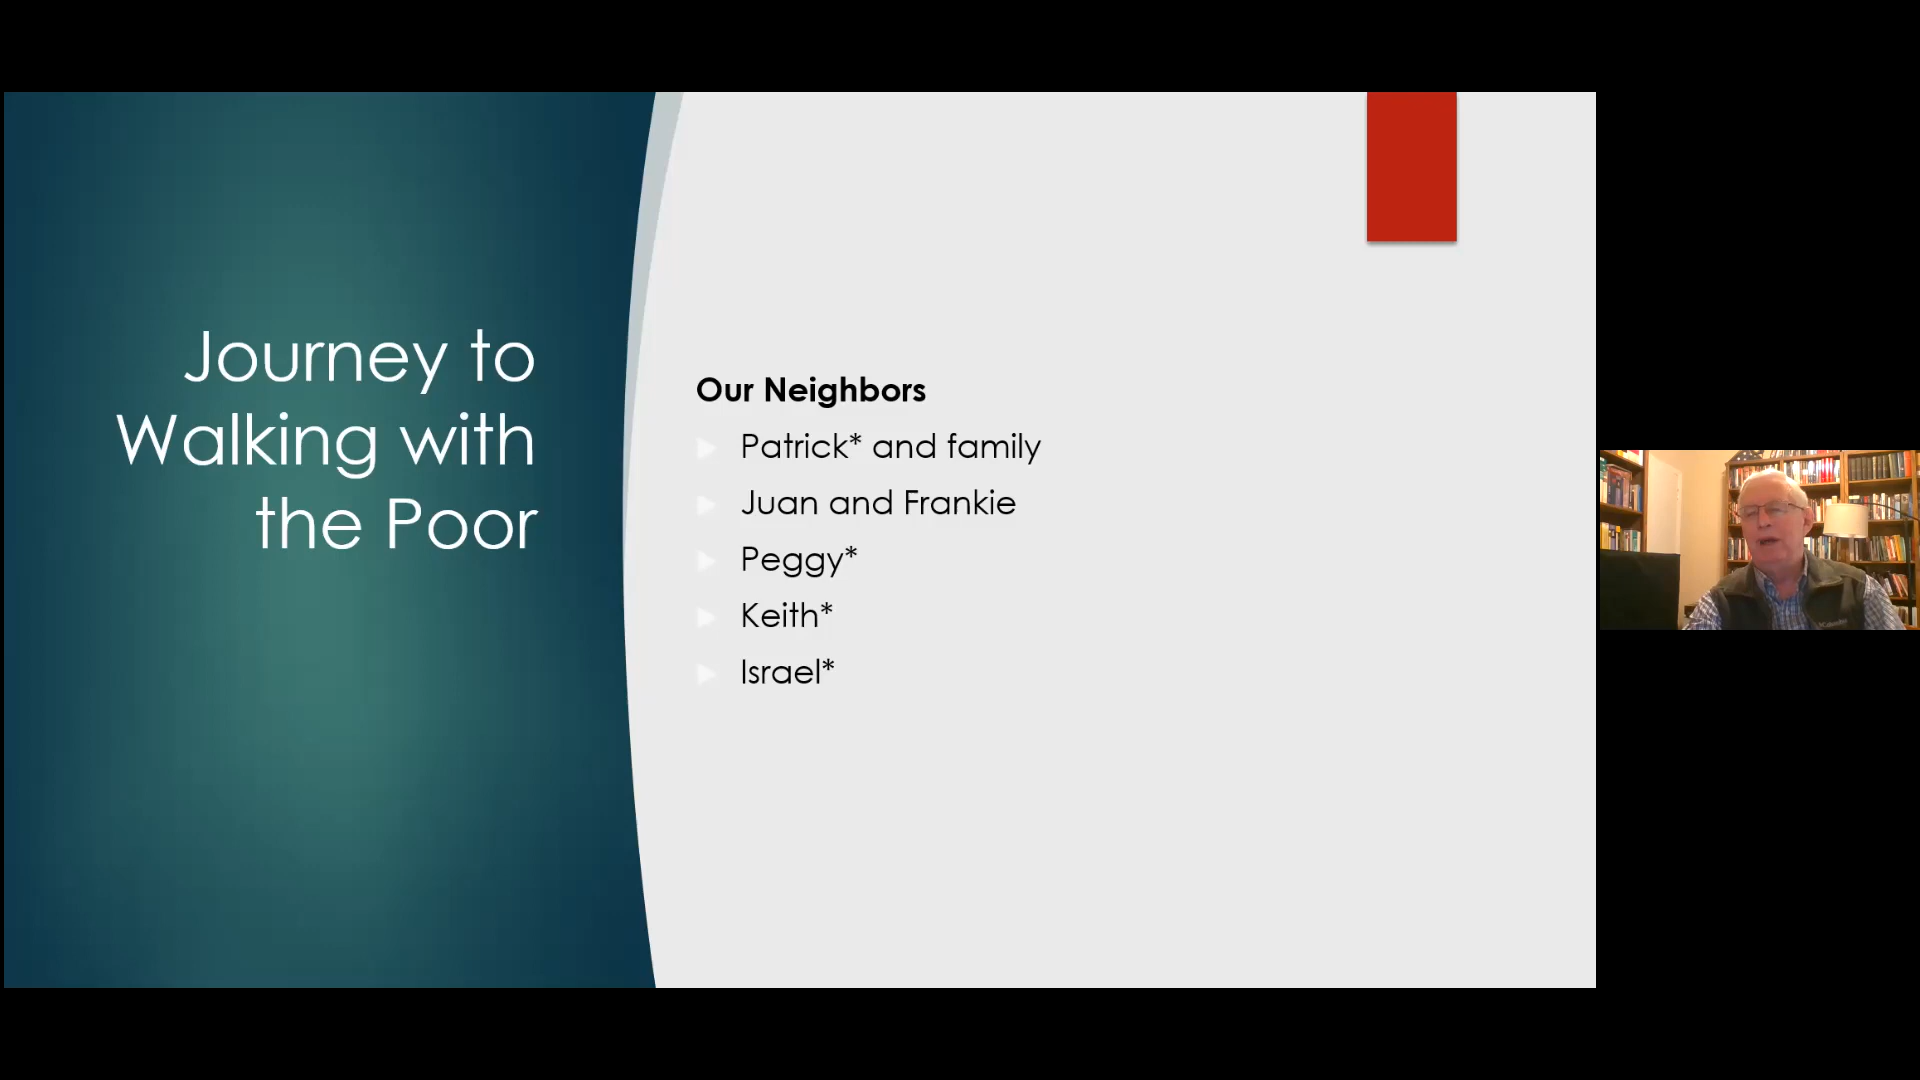 Journey to
Walking with
the Poor
Our Neighbors
Patrick* and family
Juan and Frankie
Peggy*
Keith*
Israel*